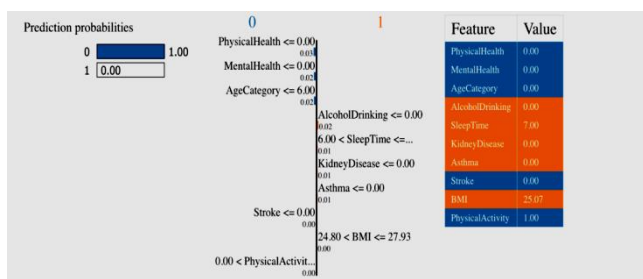 Prediction probabilities
0 1.00
1 0.00
0 1
PhysicalHealth <= 0.00
0.03
MentalHealth <= 0.00
0.02
AgeCategory <= 6.00
0.02
AlcoholDrinking <= 0.00
0.02
6.00 < SleepTime <=...
0.01
KidneyDisease <= 0.00
0.01
Asthma <= 0.00
0.01
Stroke <= 0.00
0.00
24.80 < BMI <= 27.93
0.00
0.00 < PhysicalActivit...
0.00
Feature Value
PhysicalHealth 0.00
MentalHealth 0.00
AgeCategory 0.00
AlcoholDrinking 0.00
SleepTime 7.00
KidneyDisease 0.00
Asthma 0.00
Stroke 0.00
BMI 25.07
PhysicalActivity 1.00